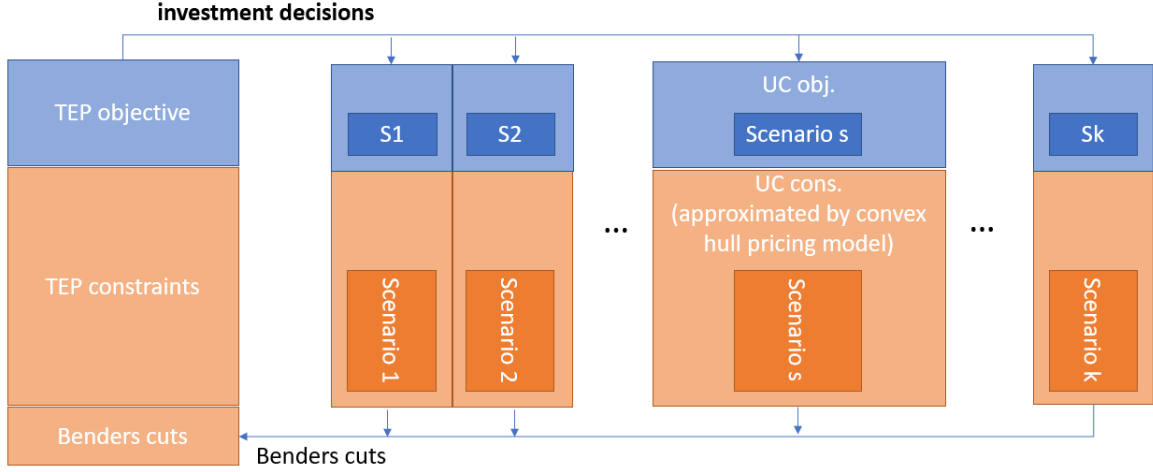 investment decisions
TEP objective
S1
S2
UC obj.
Scenario s
Sk
TEP constraints
Scenario 1
Scenario 2
...
UC cons.
(approximated by convex
hull pricing model)
Scenario s
...
Scenario k
Benders cuts
Benders cuts